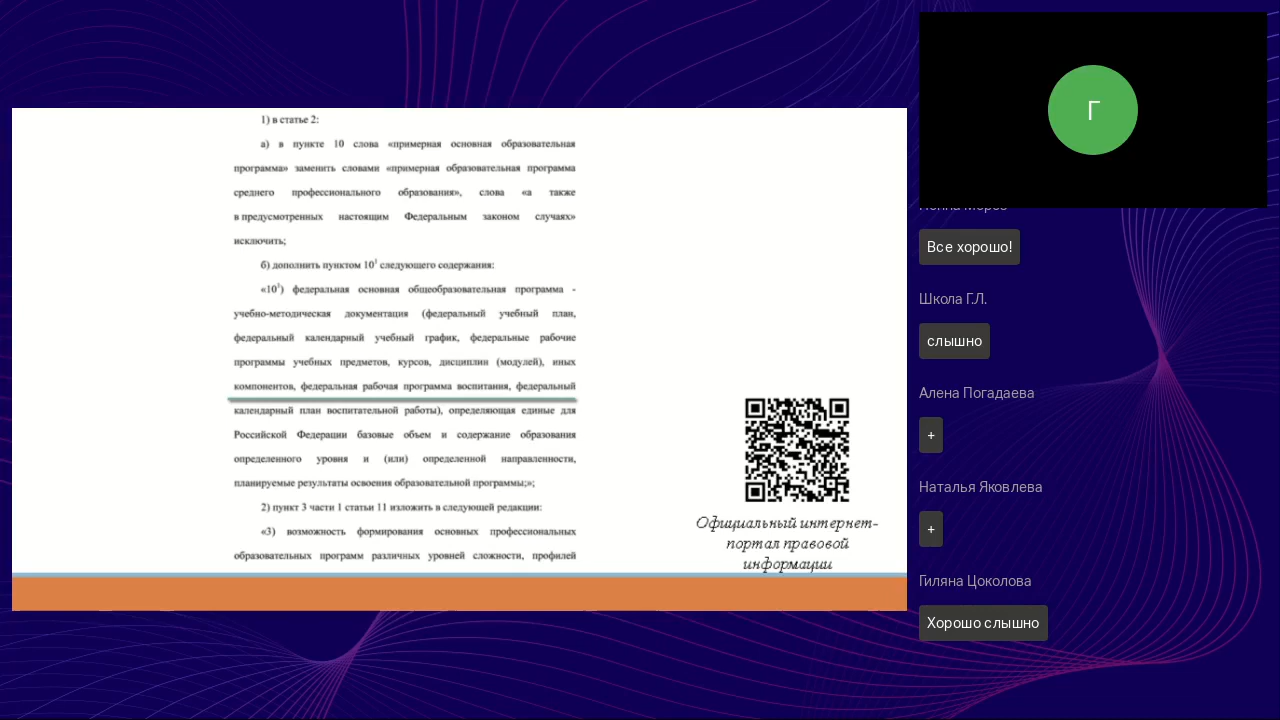 1) в статье 2:
а) в пункте 10 слова «примерная основная образовательная
программа» заменить словами «примерная образовательная программа
среднего профессионального образования», слова «а также
в предусмотренных настоящим Федеральным законом случаях»
исключить;
б) дополнить пунктом 10¹ следующего содержания:
«10¹) федеральная основная общеобразовательная программа -
учебно-методическая документация (федеральный учебный план,
федеральный календарный учебный график, федеральные рабочие
программы учебных предметов, курсов, дисциплин (модулей), иных
компонентов, федеральная рабочая программа воспитания, федеральный
календарный план воспитательной работы), определяющая единые для
Российской Федерации базовые объем и содержание образования
определенного уровня и (или) определенной направленности,
планируемые результаты освоения образовательной программы;»;
2) пункт 3 части 1 статьи 11 изложить в следующей редакции:
«3) возможность формирования основных профессиональных
образовательных программ различных уровней сложности, профилей
Официальный интернет-
портал правовой
информации
Г
Все хорошо!
Школа Г.Л.
слышно
Алена Погадаева
+
Наталья Яковлева
+
Гиляна Цоколова
Хорошо слышно